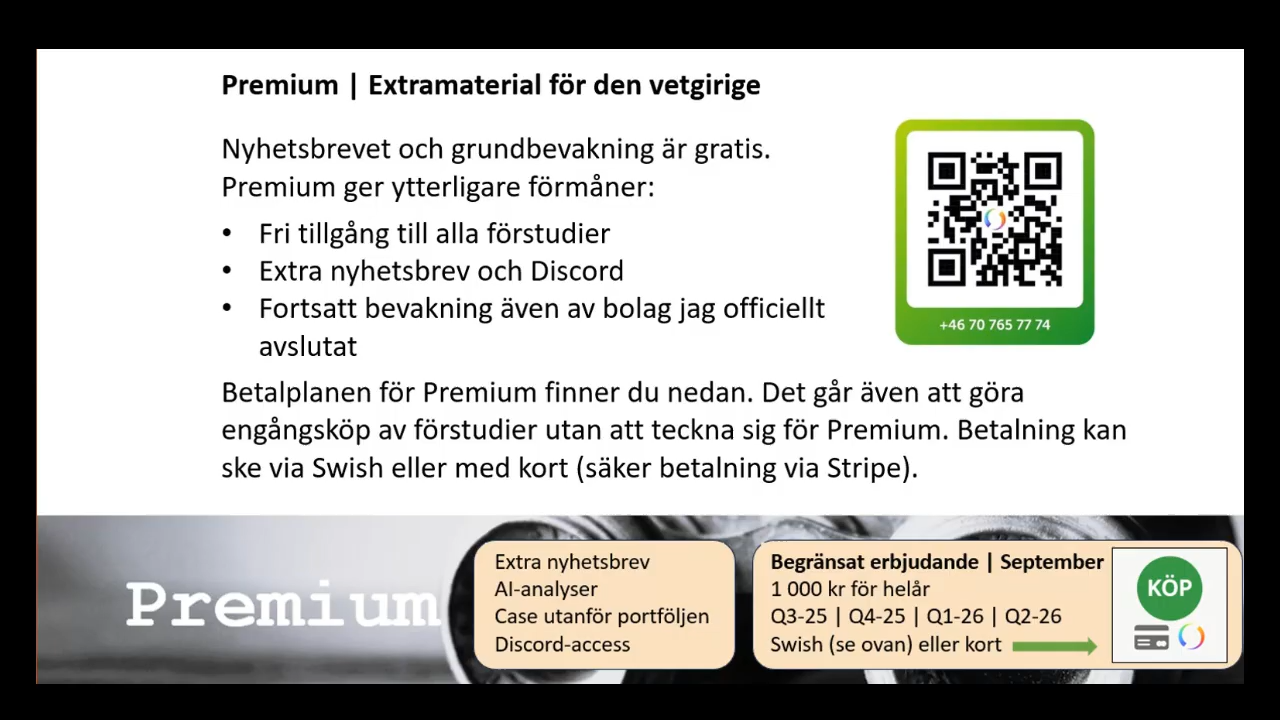 Premium | Extramaterial för den vetgirige
Nyhetsbrevet och grundbevakning är gratis.
Premium ger ytterligare förmåner:
• Fri tillgång till alla förstudier
• Extra nyhetsbrev och Discord
• Fortsatt bevakning även av bolag jag officiellt
avslutat
+46 70 765 77 74
Betalplanen för Premium finner du nedan. Det går även att göra
engångsköp av förstudier utan att teckna sig för Premium. Betalning kan
ske via Swish eller med kort (säker betalning via Stripe).
Premium
Extra nyhetsbrev
AI-analyser
Case utanför portföljen
Discord-access
Begränsat erbjudande | September
1 000 kr för helår
Q3-25 | Q4-25 | Q1-26 | Q2-26
Swish (se ovan) eller kort
KÖP